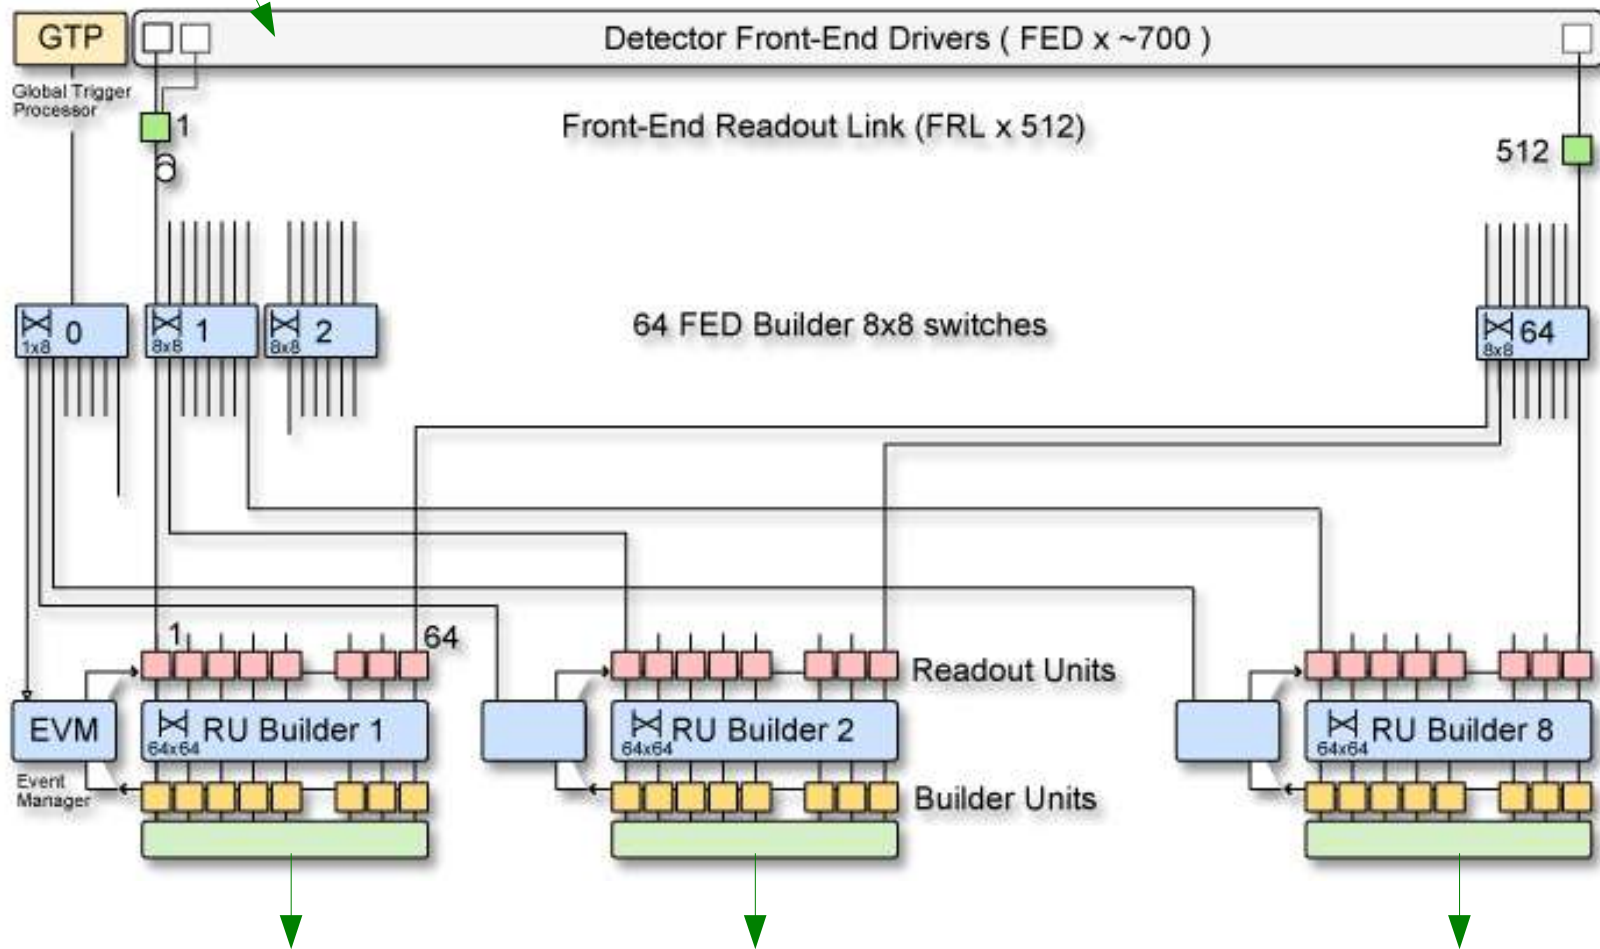 GTP
Detector Front-End Drivers ( FED x ~700 )
Global Trigger
Processor
1
Front-End Readout Link (FRL x 512)
512
8
0
1x8
1
8x8
2
8x8
64 FED Builder 8x8 switches
64
8x8
1
64
Readout Units
EVM
RU Builder 1
64x64
RU Builder 2
64x64
RU Builder 8
64x64
Event
Manager
Builder Units